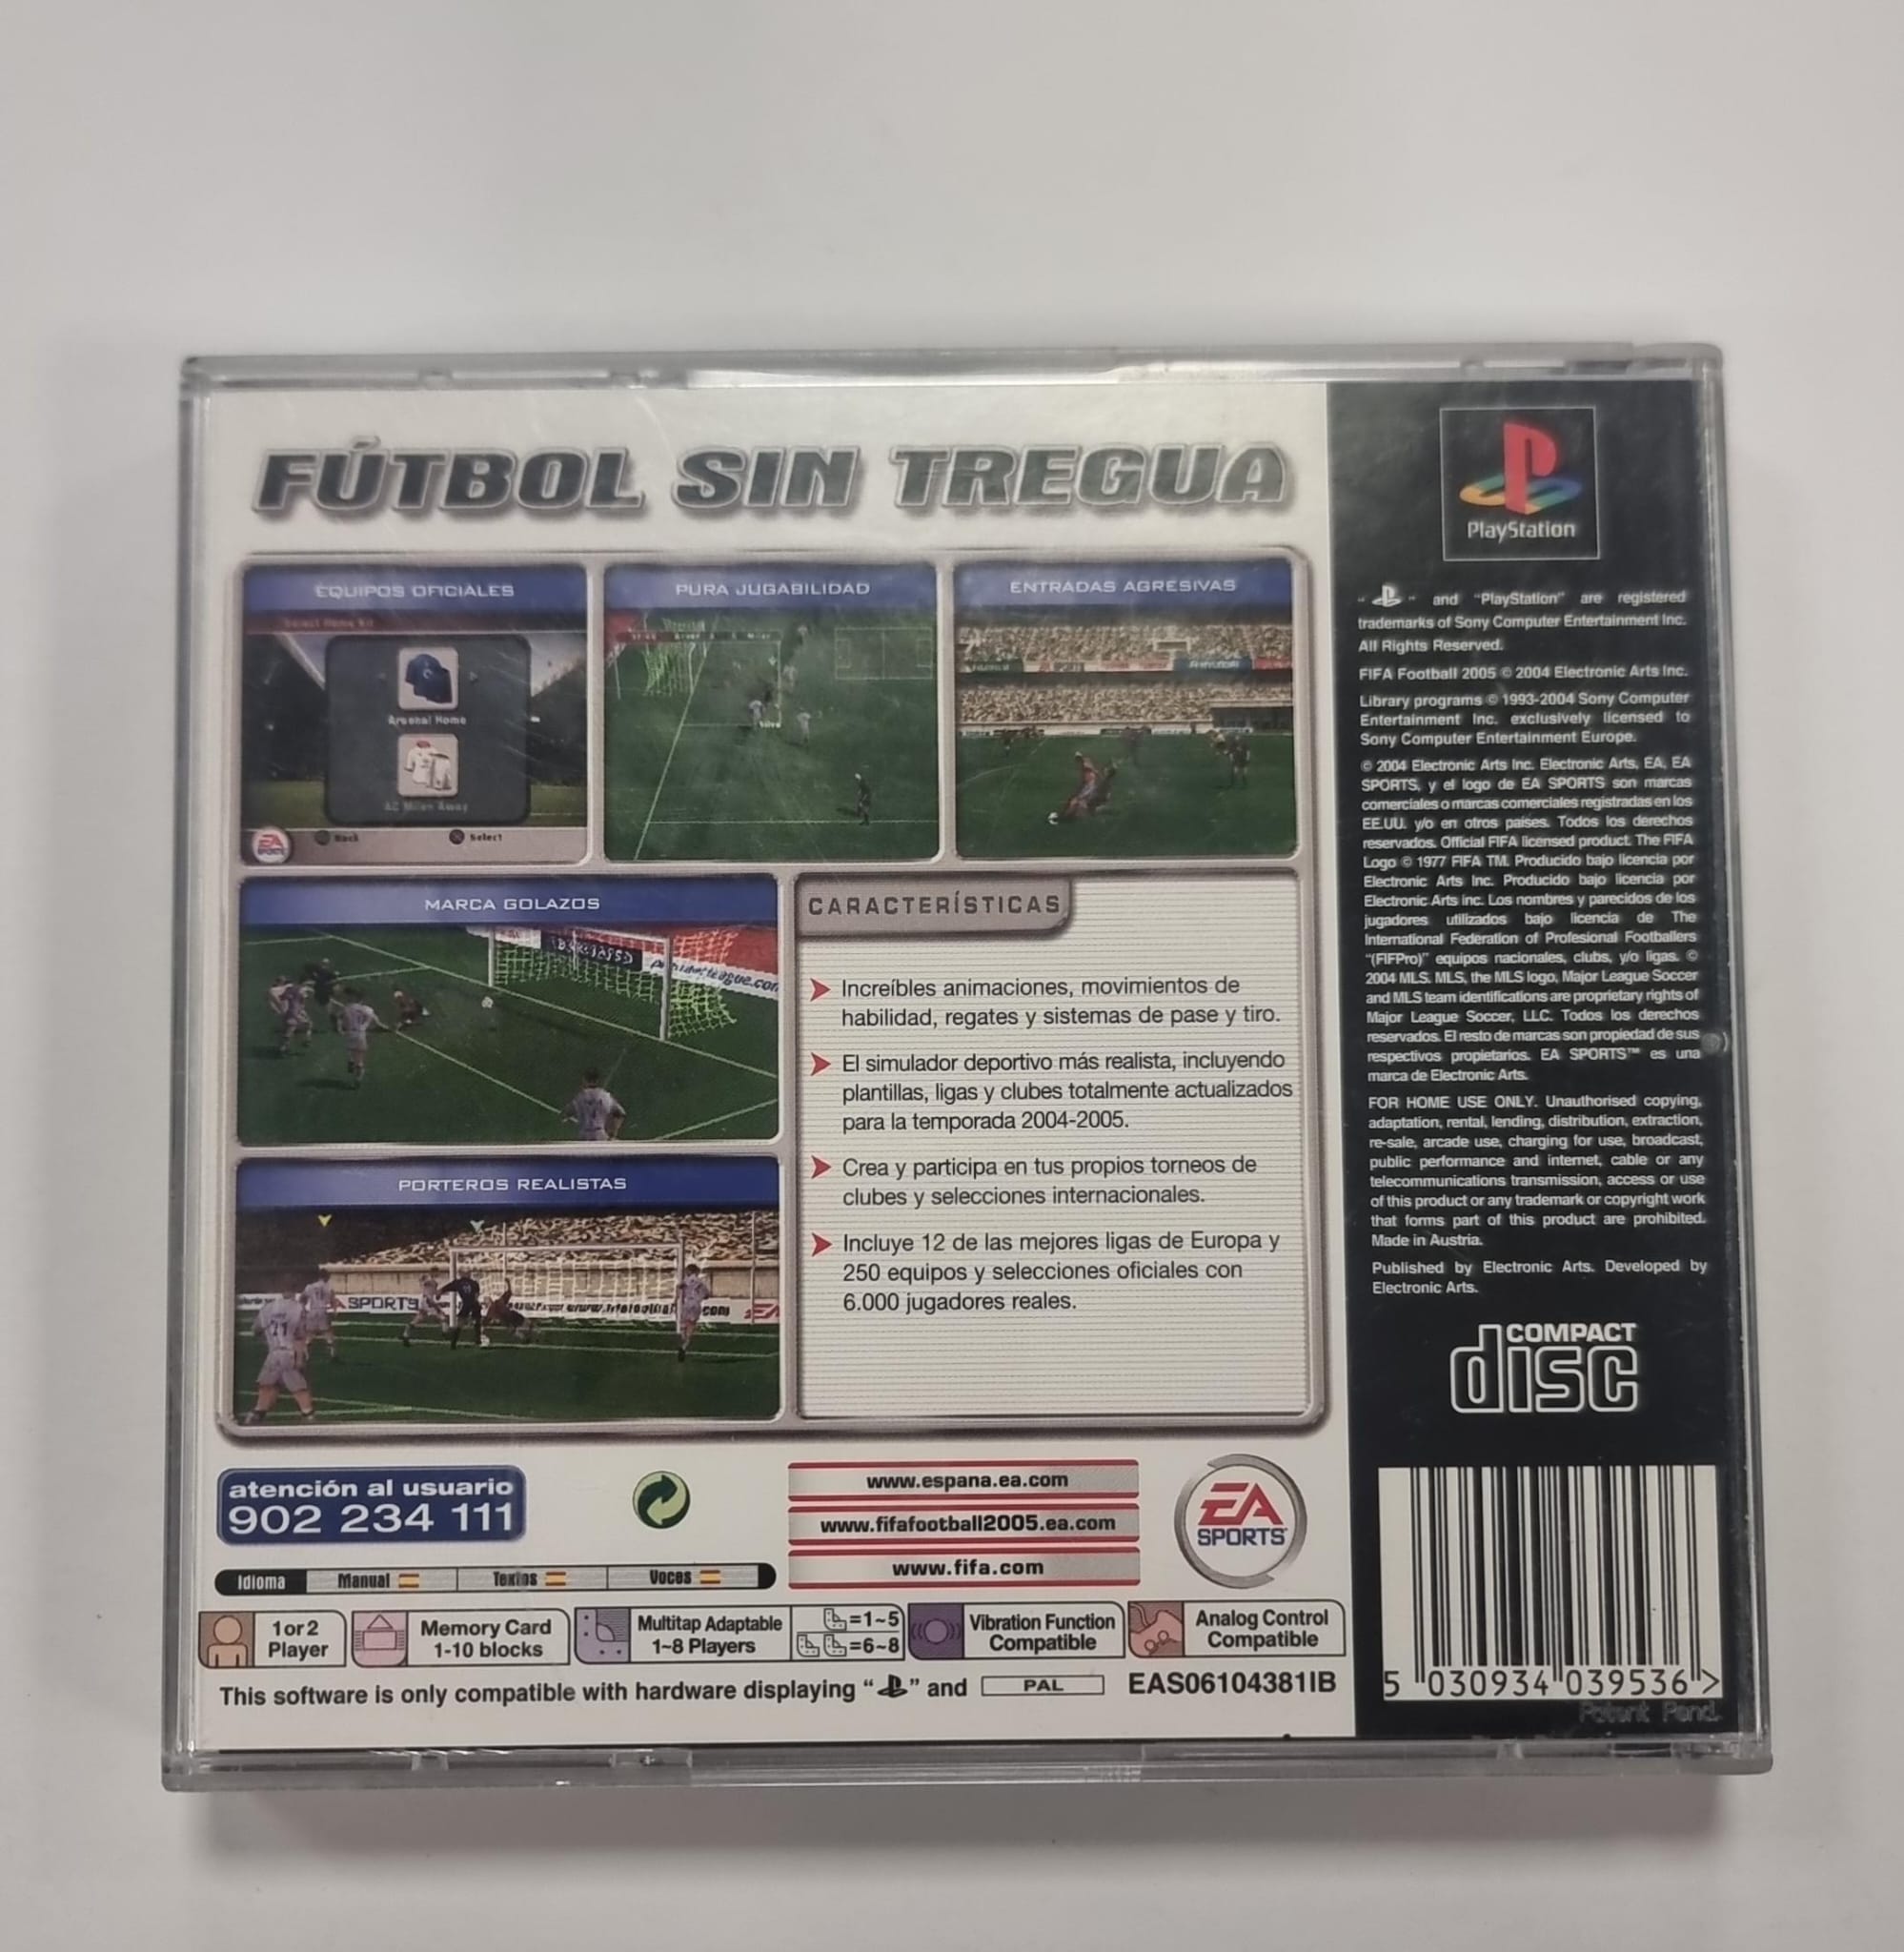 FÚTBOL SIN TREGUA
EQUIPOS OFICIALES
Select Home Kit
Arsenal Home
AC Milan Away
Back
Select
EA
SPORTS
PURA JUGABILIDAD
ENTRADAS AGRESIVAS
MARCA GOLAZOS
PORTEROS REALISTAS
SPORTS
CARACTERÍSTICAS
Increíbles animaciones, movimientos de
habilidad, regates y sistemas de pase y tiro.
El simulador deportivo más realista, incluyendo
plantillas, ligas y clubes totalmente actualizados
para la temporada 2004-2005.
Crea y participa en tus propios torneos de
clubes y selecciones internacionales.
Incluye 12 de las mejores ligas de Europa y
250 equipos y selecciones oficiales con
6.000 jugadores reales.
atención al usuario
902 234 111
www.espana.ea.com
www.fifafootball2005.ea.com
www.fifa.com
EA
SPORTS
Idioma Manual Textos Voces
1 or 2
Player
Memory Card
1-10 blocks
Multitap Adaptable
1~8 Players
=1~5
=6~8
Vibration Function
Compatible
Analog Control
Compatible
This software is only compatible with hardware displaying “ ” and PAL EAS06104381IB
PlayStation
“ ” and “PlayStation” are registered
trademarks of Sony Computer Entertainment Inc.
All Rights Reserved.
FIFA Football 2005 © 2004 Electronic Arts Inc.
Library programs © 1993-2004 Sony Computer
Entertainment Inc. exclusively licensed to
Sony Computer Entertainment Europe.
© 2004 Electronic Arts Inc. Electronic Arts, EA, EA
SPORTS, y el logo de EA SPORTS son marcas
comerciales o marcas comerciales registradas en los
EE.UU. y/o en otros países. Todos los derechos
reservados. Official FIFA licensed product. The FIFA
Logo © 1977 FIFA TM. Producido bajo licencia por
Electronic Arts Inc. Producido bajo licencia por
Electronic Arts inc. Los nombres y parecidos de los
jugadores utilizados bajo licencia de The
International Federation of Profesional Footballers
“(FIFPro)” equipos nacionales, clubs, y/o ligas. ©
2004 MLS. MLS, the MLS logo, Major League Soccer
and MLS team identifications are proprietary rights of
Major League Soccer, LLC. Todos los derechos
reservados. El resto de marcas son propiedad de sus
respectivos propietarios. EA SPORTS™ es una
marca de Electronic Arts.
FOR HOME USE ONLY. Unauthorised copying,
adaptation, rental, lending, distribution, extraction,
re-sale, arcade use, charging for use, broadcast,
public performance and internet, cable or any
telecommunications transmission, access or use
of this product or any trademark or copyright work
that forms part of this product are prohibited.
Made in Austria.
Published by Electronic Arts. Developed by
Electronic Arts.
COMPACT
disc
5 030934 039536 >
Patent Pend.